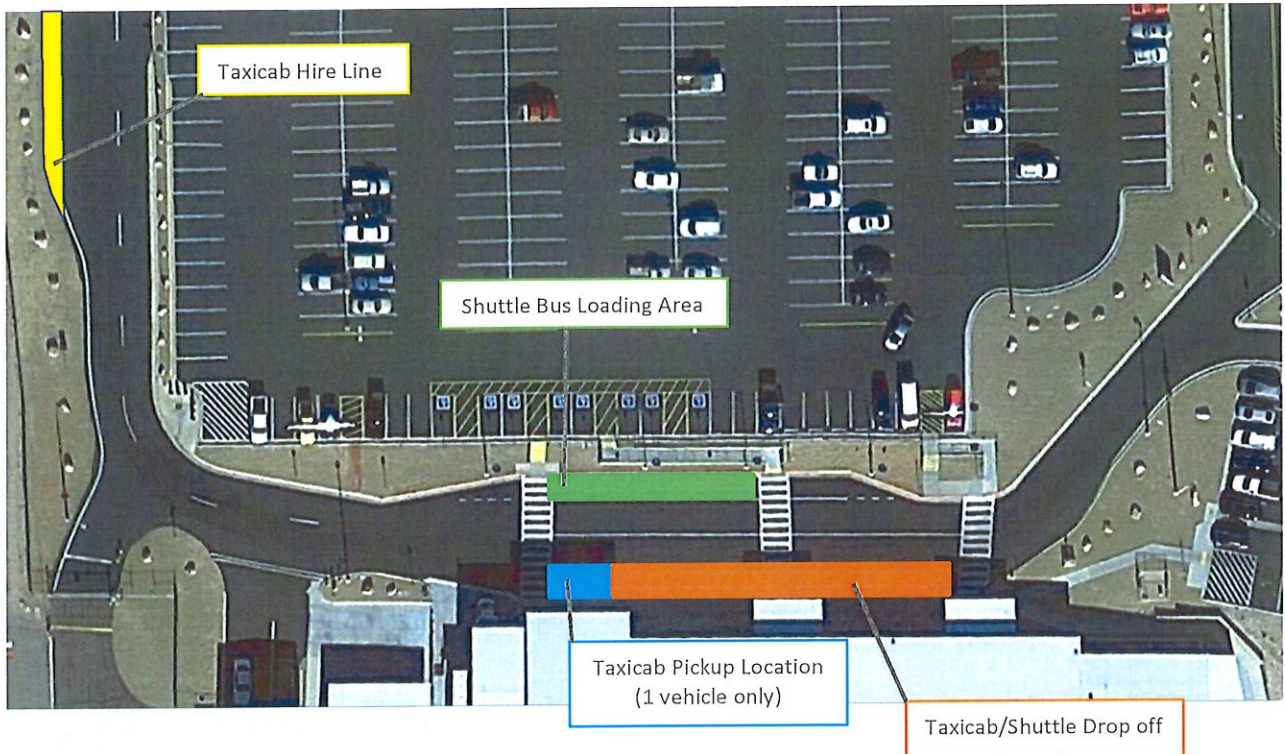 Taxicab Hire Line
Shuttle Bus Loading Area
Taxicab Pickup Location
(1 vehicle only)
Taxicab/Shuttle Drop off